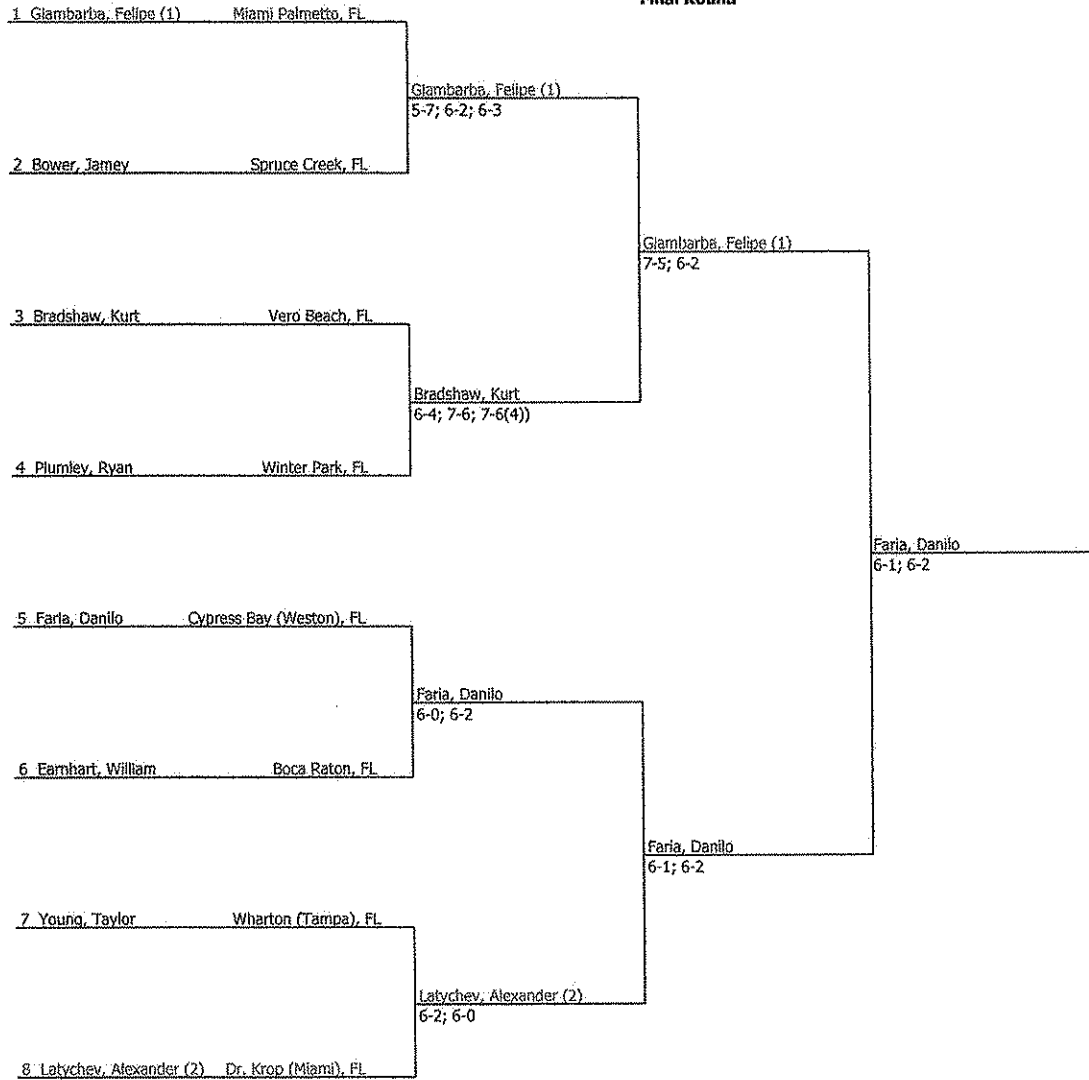 Final Round
1 Giambarba, Felipe (1) Miami Palmetto, FL
Giambarba, Felipe (1)
5-7; 6-2; 6-3
2 Bower, Jamey Spruce Creek, FL
Giambarba, Felipe (1)
7-5; 6-2
3 Bradshaw, Kurt Vero Beach, FL
Bradshaw, Kurt
6-4; 7-6; 7-6(4))
4 Plumley, Ryan Winter Park, FL
Faria, Danilo
6-1; 6-2
5 Faria, Danilo Cypress Bay (Weston), FL
Faria, Danilo
6-0; 6-2
6 Earnhart, William Boca Raton, FL
Faria, Danilo
6-1; 6-2
7 Young, Taylor Wharton (Tampa), FL
Latychev, Alexander (2)
6-2; 6-0
8 Latychev, Alexander (2) Dr. Krop (Miami), FL